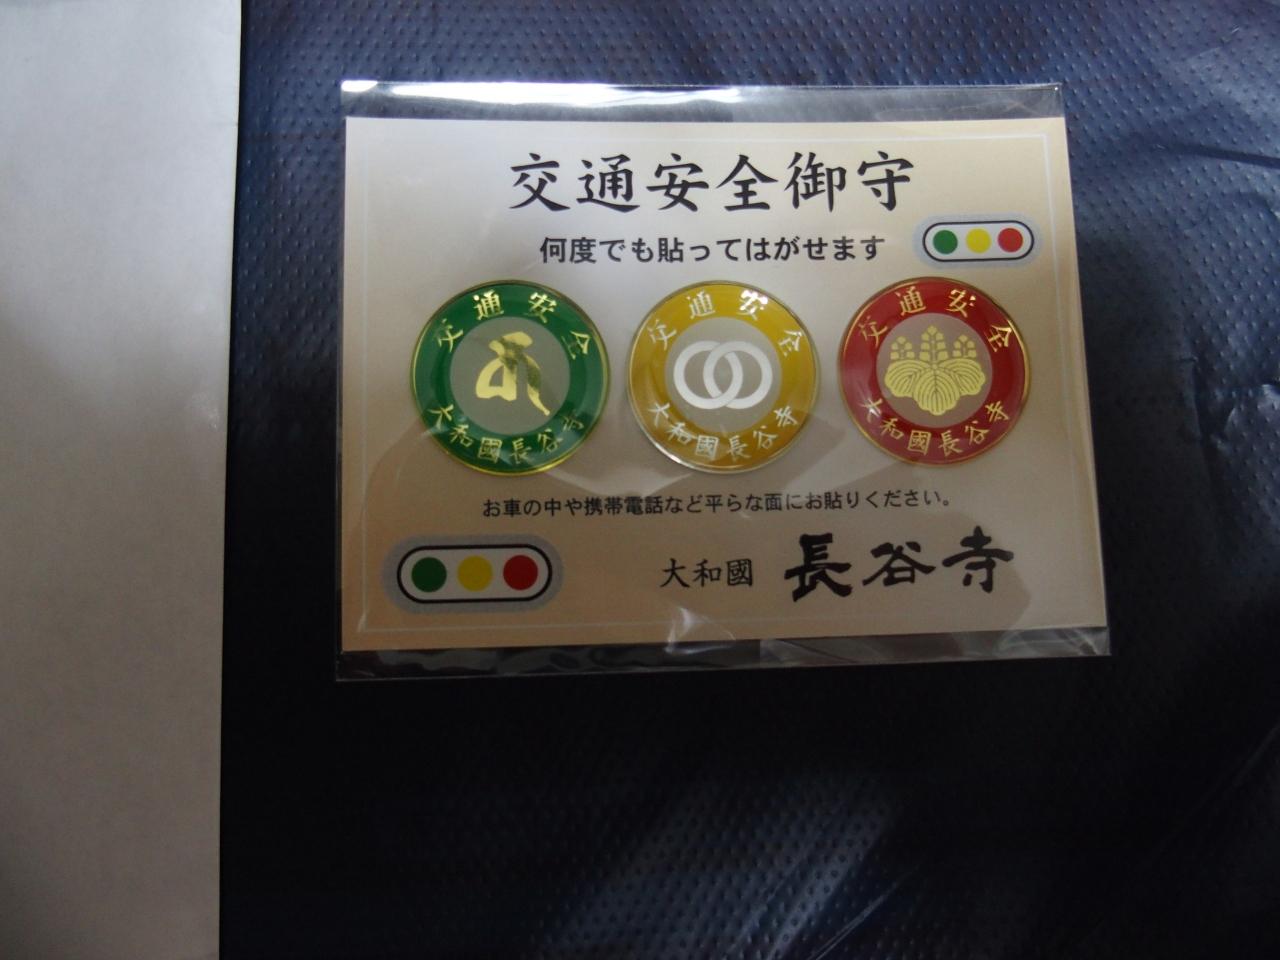 交通安全御守
何度でも貼ってはがせます
交通安全
大和國長谷寺
交通安全
大和國長谷寺
交通安全
大和國長谷寺
お車の中や携帯電話など平らな面にお貼りください。
大和國 長谷寺